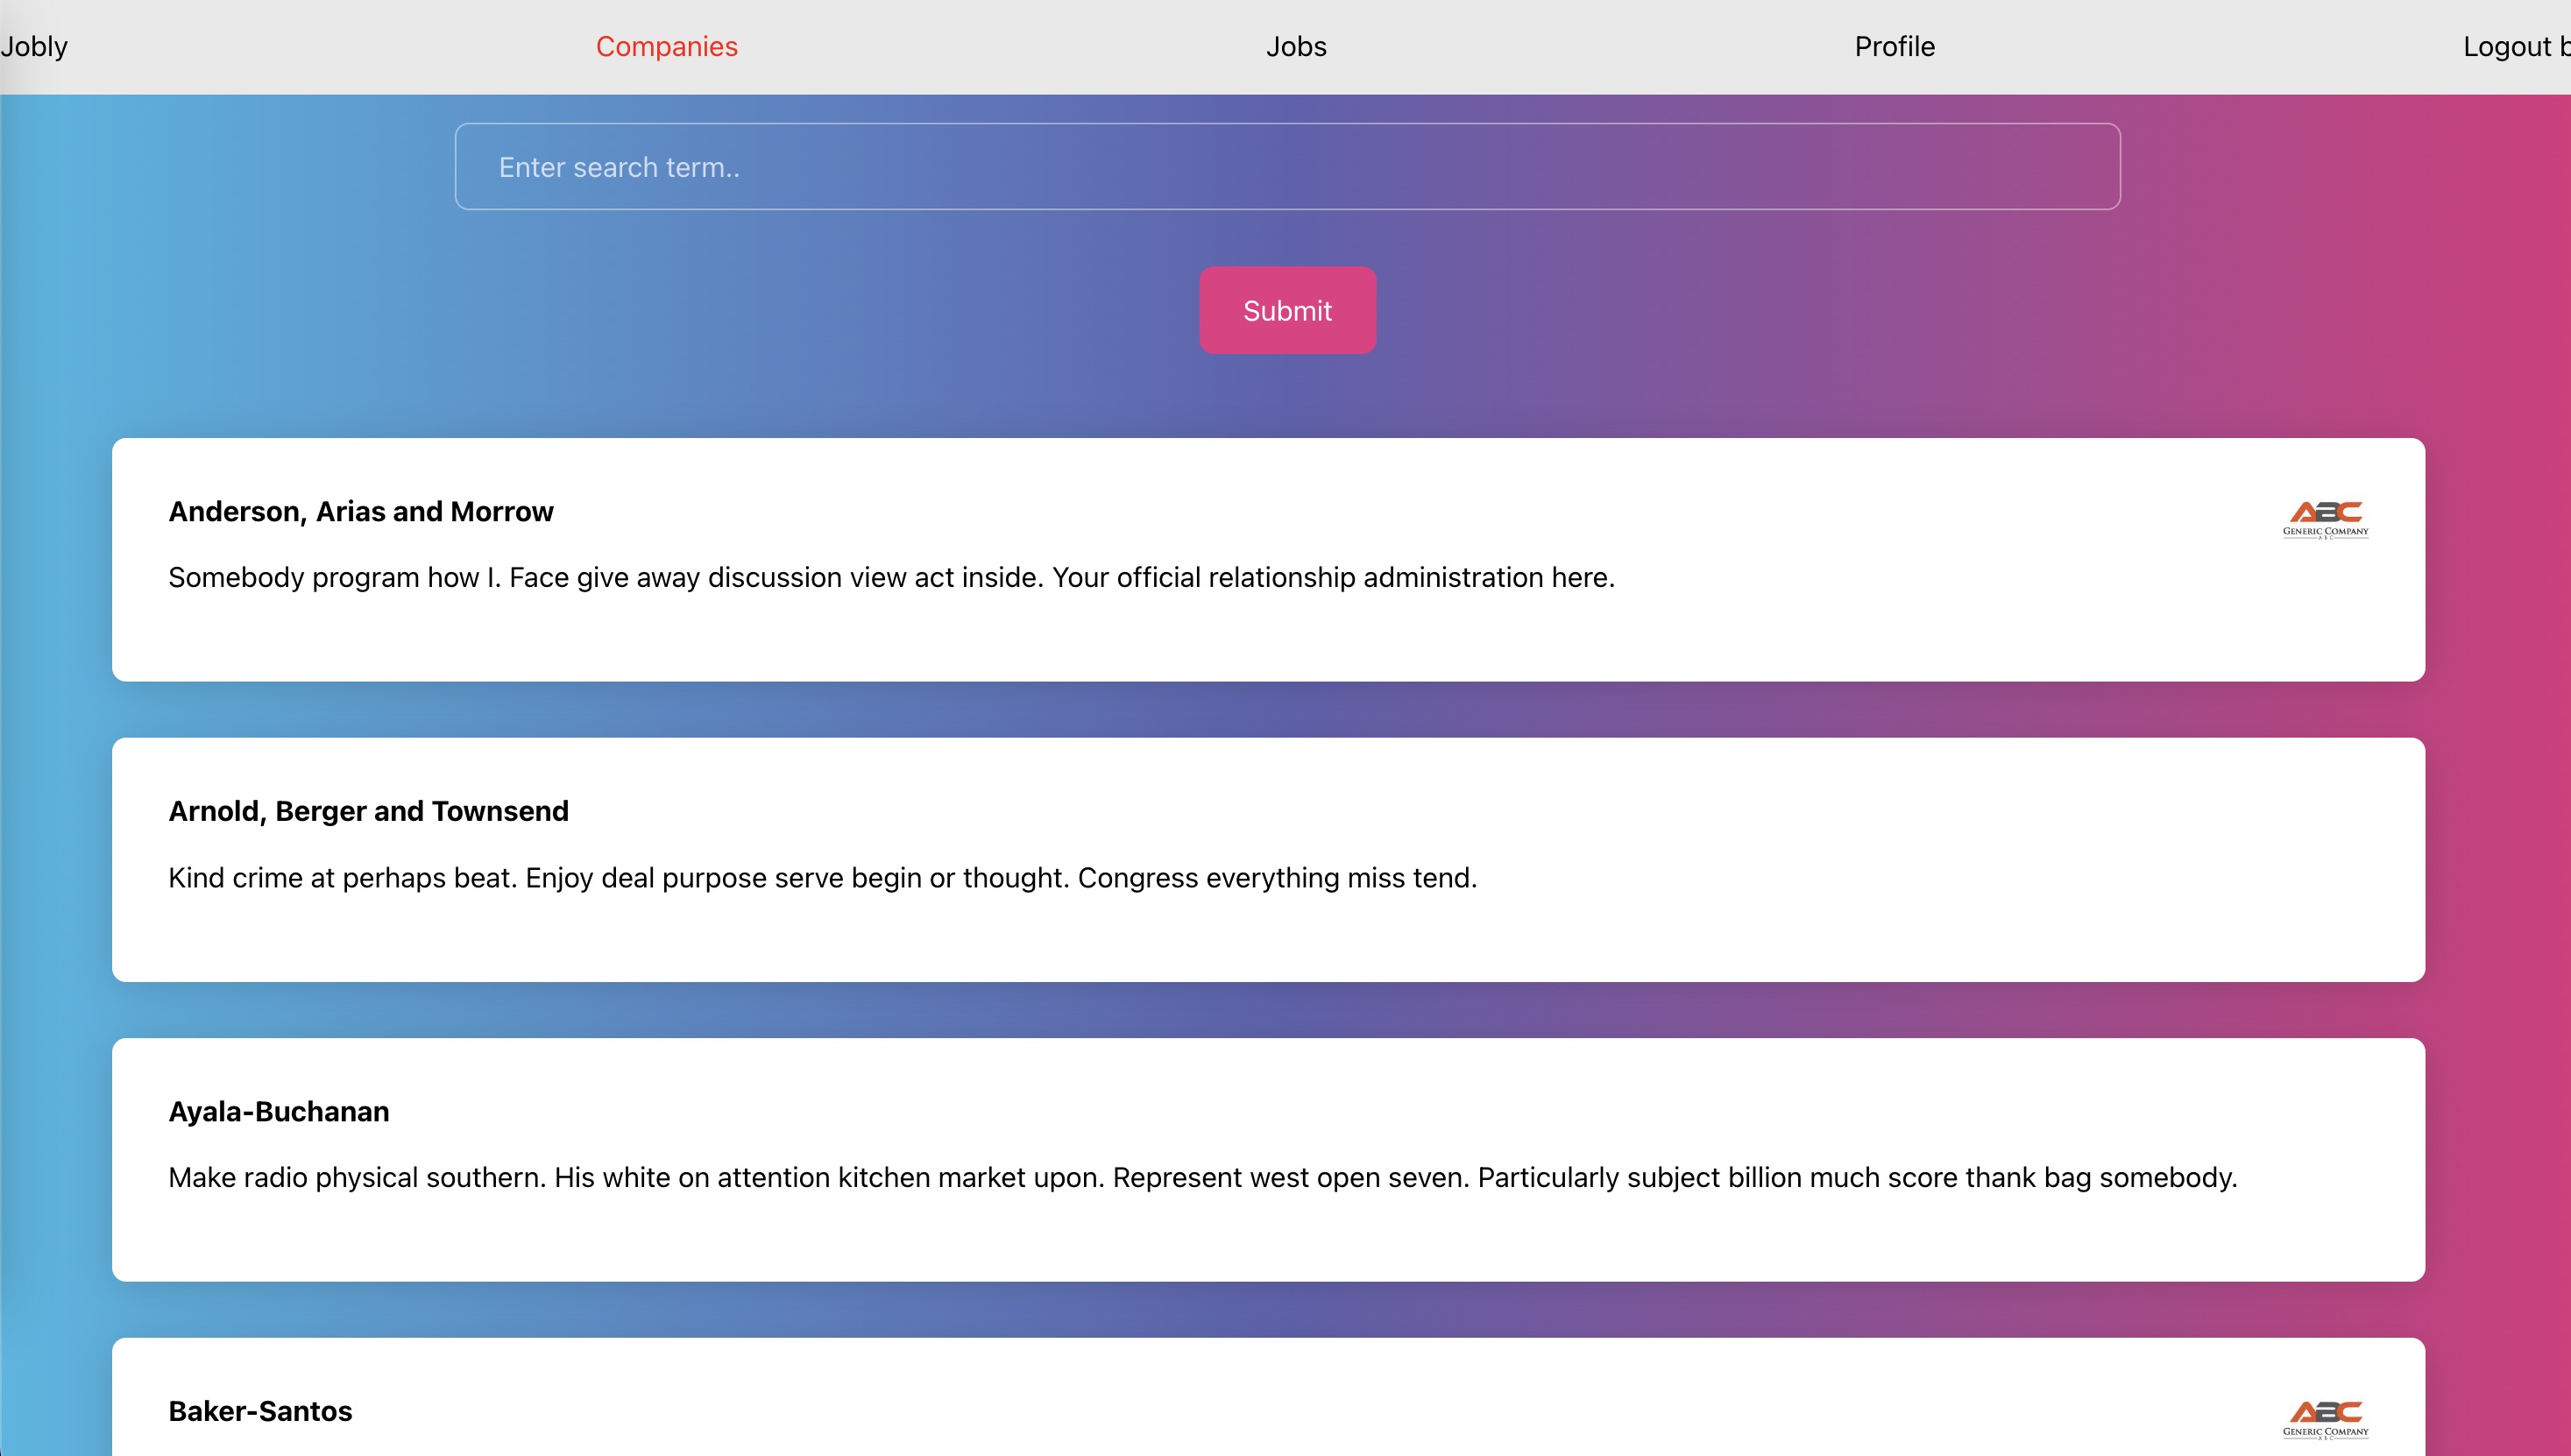 Jobly Companies Jobs Profile Logout b
Enter search term..
Submit
Anderson, Arias and Morrow
ABC
GENERIC COMPANY
ABC
Somebody program how I. Face give away discussion view act inside. Your official relationship administration here.
Arnold, Berger and Townsend
Kind crime at perhaps beat. Enjoy deal purpose serve begin or thought. Congress everything miss tend.
Ayala-Buchanan
Make radio physical southern. His white on attention kitchen market upon. Represent west open seven. Particularly subject billion much score thank bag somebody.
Baker-Santos
ABC
GENERIC COMPANY
ABC